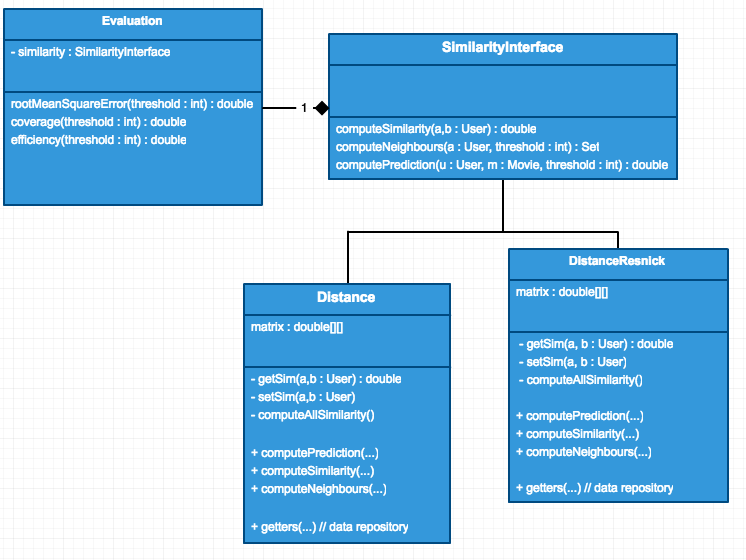 Evaluation
- similarity : SimilarityInterface
rootMeanSquareError(threshold : int) : double
coverage(threshold : int) : double
efficiency(threshold : int) : double
1
SimilarityInterface
computeSimilarity(a,b : User) : double
computeNeighbours(a : User, threshold : int) : Set
computePrediction(u : User, m : Movie, threshold : int) : double
Distance
matrix : double[][]
- getSim(a,b : User) : double
- setSim(a,b : User)
- computeAllSimilarity()
+ computePrediction(...)
+ computeSimilarity(...)
+ computeNeighbours(...)
+ getters(...) // data repository
DistanceResnick
matrix : double[][]
- getSim(a, b : User) : double
- setSim(a, b : User)
- computeAllSimilarity()
+ computePrediction(...)
+ computeSimilarity(...)
+ computeNeighbours(...)
+ getters(...) // data repository